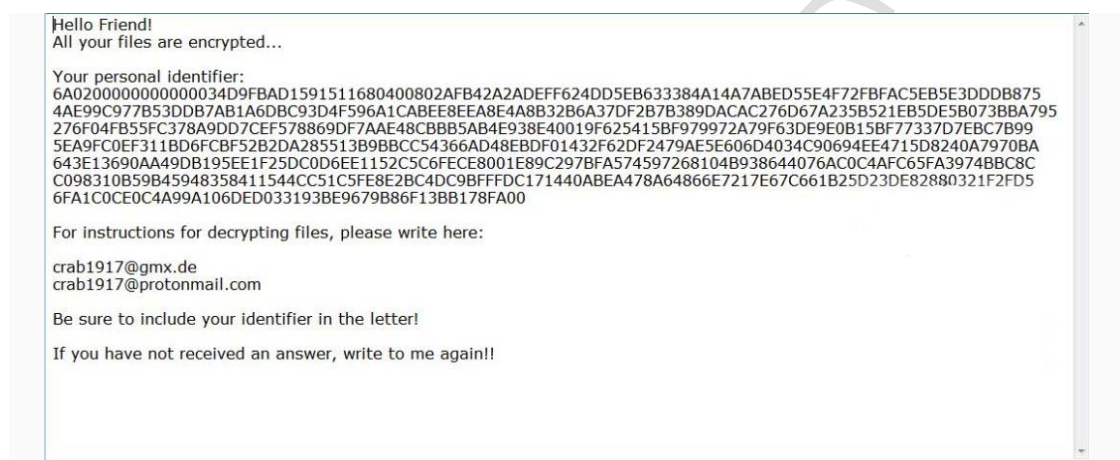 Hello Friend!
All your files are encrypted...
Your personal identifier:
6A02000000000000034D9FBAD1591511680400802AFB42A2ADEFF624DD5EB633384A14A7ABED55E4F72FBFAC5EB5E3DDDB875
4AE99C977B53DDB7AB1A6DBC93D4F596A1CABEE8EEA8E4A8B32B6A37DF2B7B389DACAC276D67A235B521EB5DE5B073BBA795
276F04FB55FC378A9DD7CEF578869DF7AAE48CBBB5AB4E938E40019F625415BF979972A79F63DE9E0B15BF77337D7EBC7B99
5EA9FC0EF311BD6FCBF52B2DA285513B9BBCC54366AD48EBDF01432F62DF2479AE5E606D4034C90694EE4715D8240A7970BA
643E13690AA49DB195EE1F25DC0D6EE1152C5C6FECE8001E89C297BFA574597268104B938644076AC0C4AFC65FA3974BBC8C
C098310B59B45948358411544CC51C5FE8E2BC4DC9BFFFDC171440ABEA478A64866E7217E67C661B25D23DE82880321F2FD5
6FA1C0CE0C4A99A106DED033193BE9679B86F13BB178FA00
For instructions for decrypting files, please write here:
crab1917@gmx.de
crab1917@protonmail.com
Be sure to include your identifier in the letter!
If you have not received an answer, write to me again!!